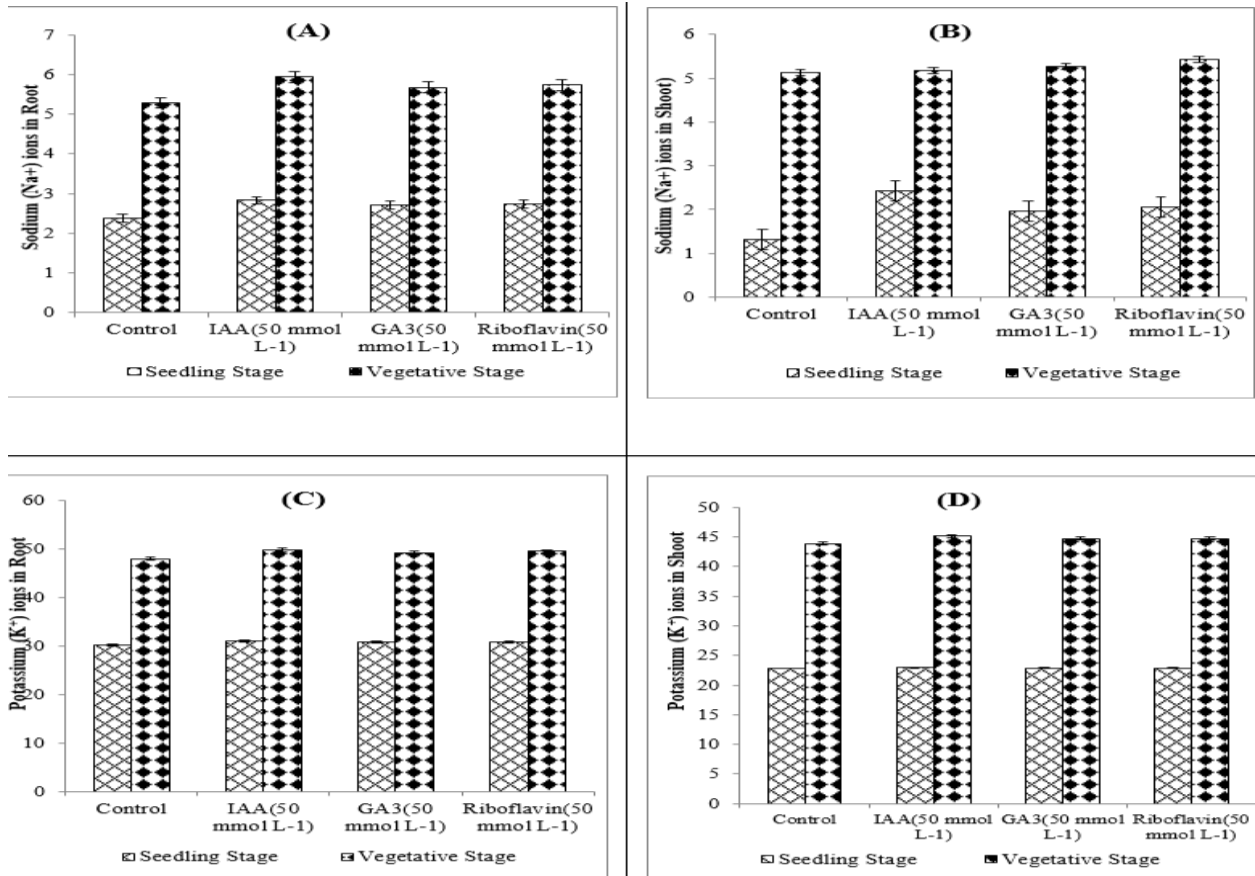 (A)
Sodium (Na+) ions in Root
7
6
5
4
3
2
1
0
Control
IAA(50 mmol
L-1)
GA3(50
mmol L-1)
Riboflavin(50
mmol L-1)
Seedling Stage
Vegetative Stage
(B)
Sodium (Na+) ions in Shoot)
6
5
4
3
2
1
0
Control
IAA(50 mmol
L-1)
GA3(50
mmol L-1)
Riboflavin(50
mmol L-1)
Seedling Stage
Vegetative Stage
(C)
Potassium (K⁺) ions in Root
60
50
40
30
20
10
0
Control
IAA(50
mmol L-1)
GA3(50
mmol L-1)
Riboflavin(50
mmol L-1)
Seedling Stage
Vegetative Stage
(D)
Potassium (K⁺) ions in Shoot
50
45
40
35
30
25
20
15
10
5
0
Control
IAA(50 mmol
L-1)
GA3(50 mmol
L-1)
Riboflavin(50
mmol L-1)
Seedling Stage
Vegetative Stage